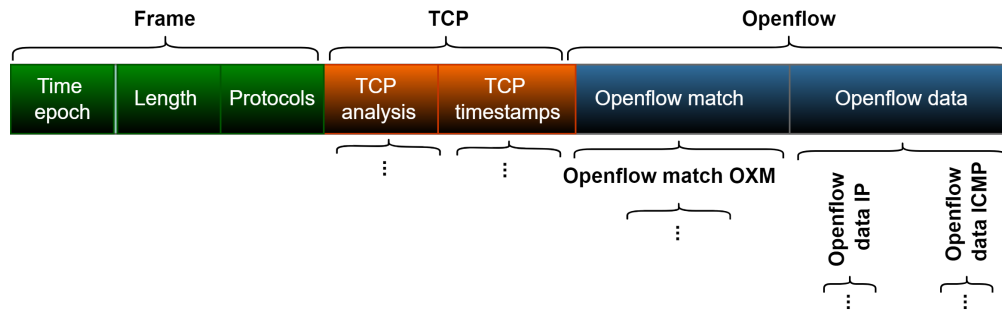 Frame
TCP
Openflow
Time
epoch
Length
Protocols
TCP
analysis
TCP
timestamps
Openflow match
Openflow data
...
...
Openflow match OXM
...
Openflow
data IP
...
Openflow
data ICMP
...